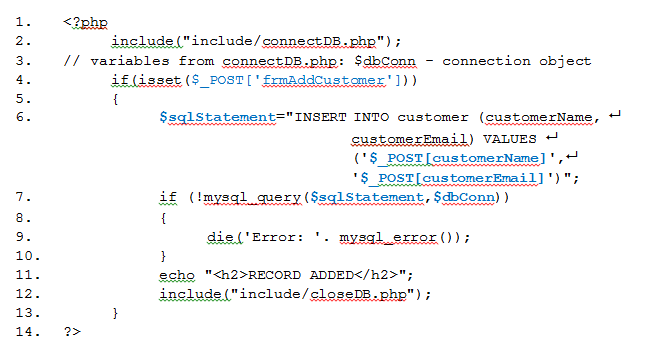 1. <?php
2. include("include/connectDB.php");
3. // variables from connectDB.php: $dbConn - connection object
4. if(isset($_POST['frmAddCustomer']))
5. {
6. $sqlStatement="INSERT INTO customer (customerName, ↵
customerEmail) VALUES ↵
('$_POST[customerName]',↵
'$_POST[customerEmail]')";
7. if (!mysql_query($sqlStatement,$dbConn))
8. {
9. die('Error: '. mysql_error());
10. }
11. echo "<h2>RECORD ADDED</h2>";
12. include("include/closeDB.php");
13. }
14. ?>